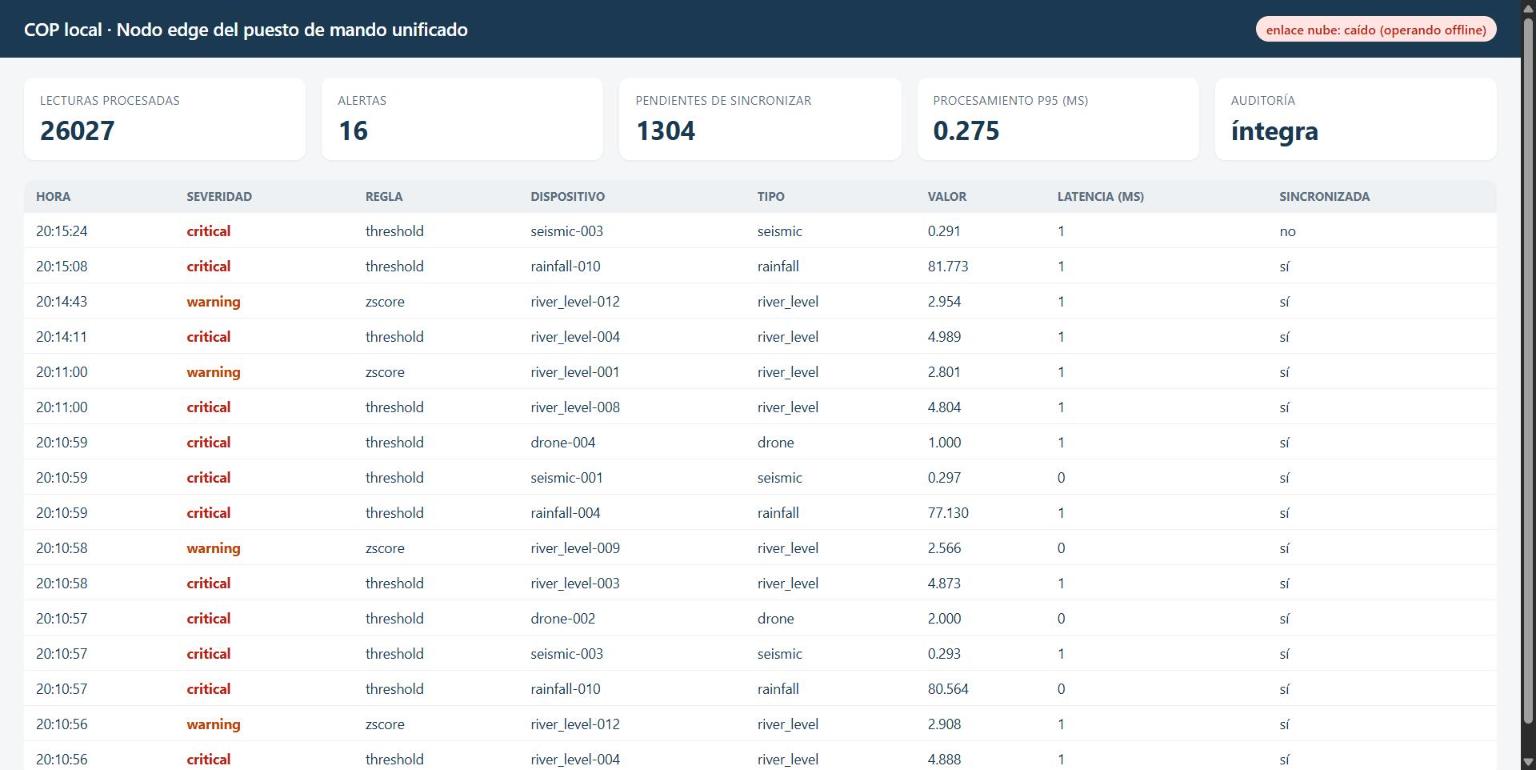 COP local · Nodo edge del puesto de mando unificado
enlace nube: caído (operando offline)
LECTURAS PROCESADAS
26027
ALERTAS
16
PENDIENTES DE SINCRONIZAR
1304
PROCESAMIENTO P95 (MS)
0.275
AUDITORÍA
íntegra
HORA SEVERIDAD REGLA DISPOSITIVO TIPO VALOR LATENCIA (MS) SINCRONIZADA
20:15:24 critical threshold seismic-003 seismic 0.291 1 no
20:15:08 critical threshold rainfall-010 rainfall 81.773 1 sí
20:14:43 warning zscore river_level-012 river_level 2.954 1 sí
20:14:11 critical threshold river_level-004 river_level 4.989 1 sí
20:11:00 warning zscore river_level-001 river_level 2.801 1 sí
20:11:00 critical threshold river_level-008 river_level 4.804 1 sí
20:10:59 critical threshold drone-004 drone 1.000 1 sí
20:10:59 critical threshold seismic-001 seismic 0.297 0 sí
20:10:59 critical threshold rainfall-004 rainfall 77.130 1 sí
20:10:58 warning zscore river_level-009 river_level 2.566 0 sí
20:10:58 critical threshold river_level-003 river_level 4.873 1 sí
20:10:57 critical threshold drone-002 drone 2.000 0 sí
20:10:57 critical threshold seismic-003 seismic 0.293 1 sí
20:10:57 critical threshold rainfall-010 rainfall 80.564 0 sí
20:10:56 warning zscore river_level-012 river_level 2.908 1 sí
20:10:56 critical threshold river_level-004 river_level 4.888 1 sí